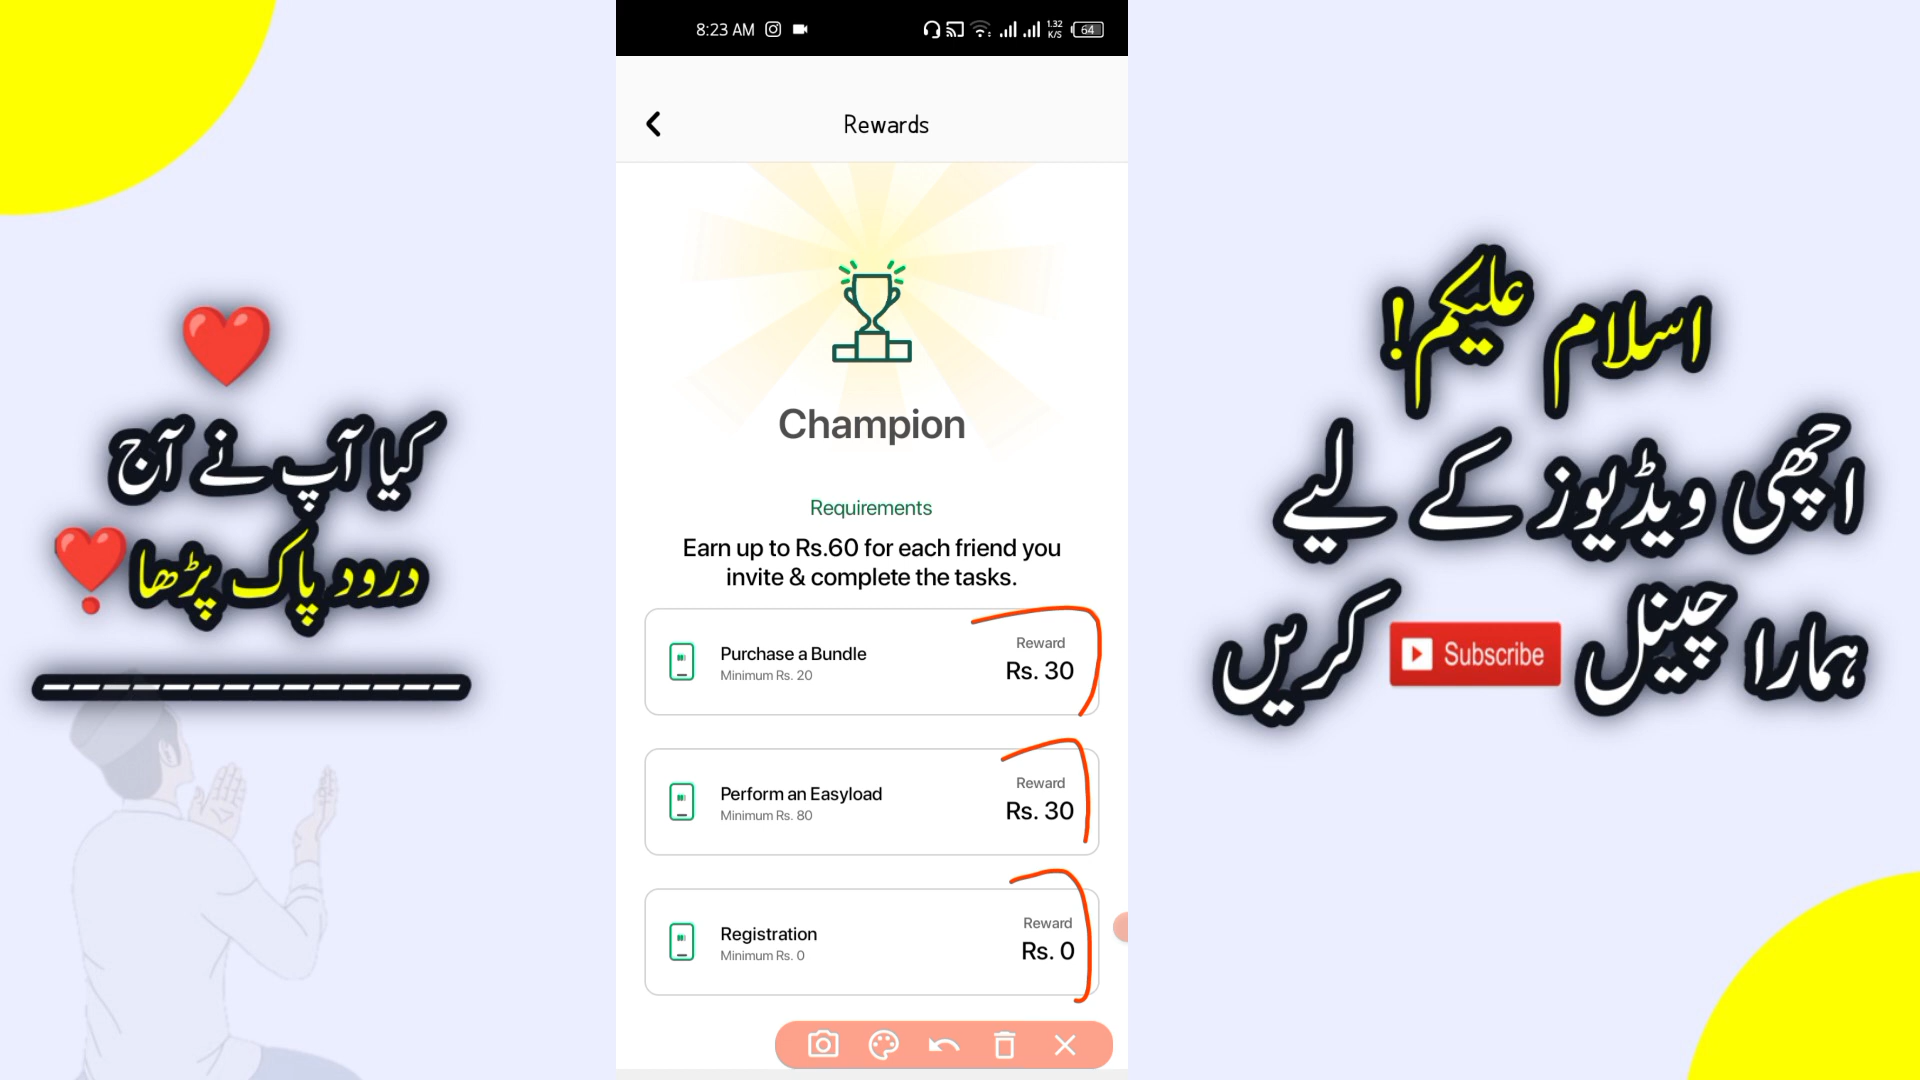 8:23 AM
1.32
K/S
64
Rewards
Champion
Requirements
Earn up to Rs.60 for each friend you
invite & complete the tasks.
Purchase a Bundle
Minimum Rs. 20
Reward
Rs. 30
Perform an Easyload
Minimum Rs. 80
Reward
Rs. 30
Registration
Minimum Rs. 0
Reward
Rs. 0
کیا آپ نے آج
درود پاک پڑھا
اسلام علیکم!
اچھی ویڈیوز کے لیے
ہمارا چینل Subscribe کریں